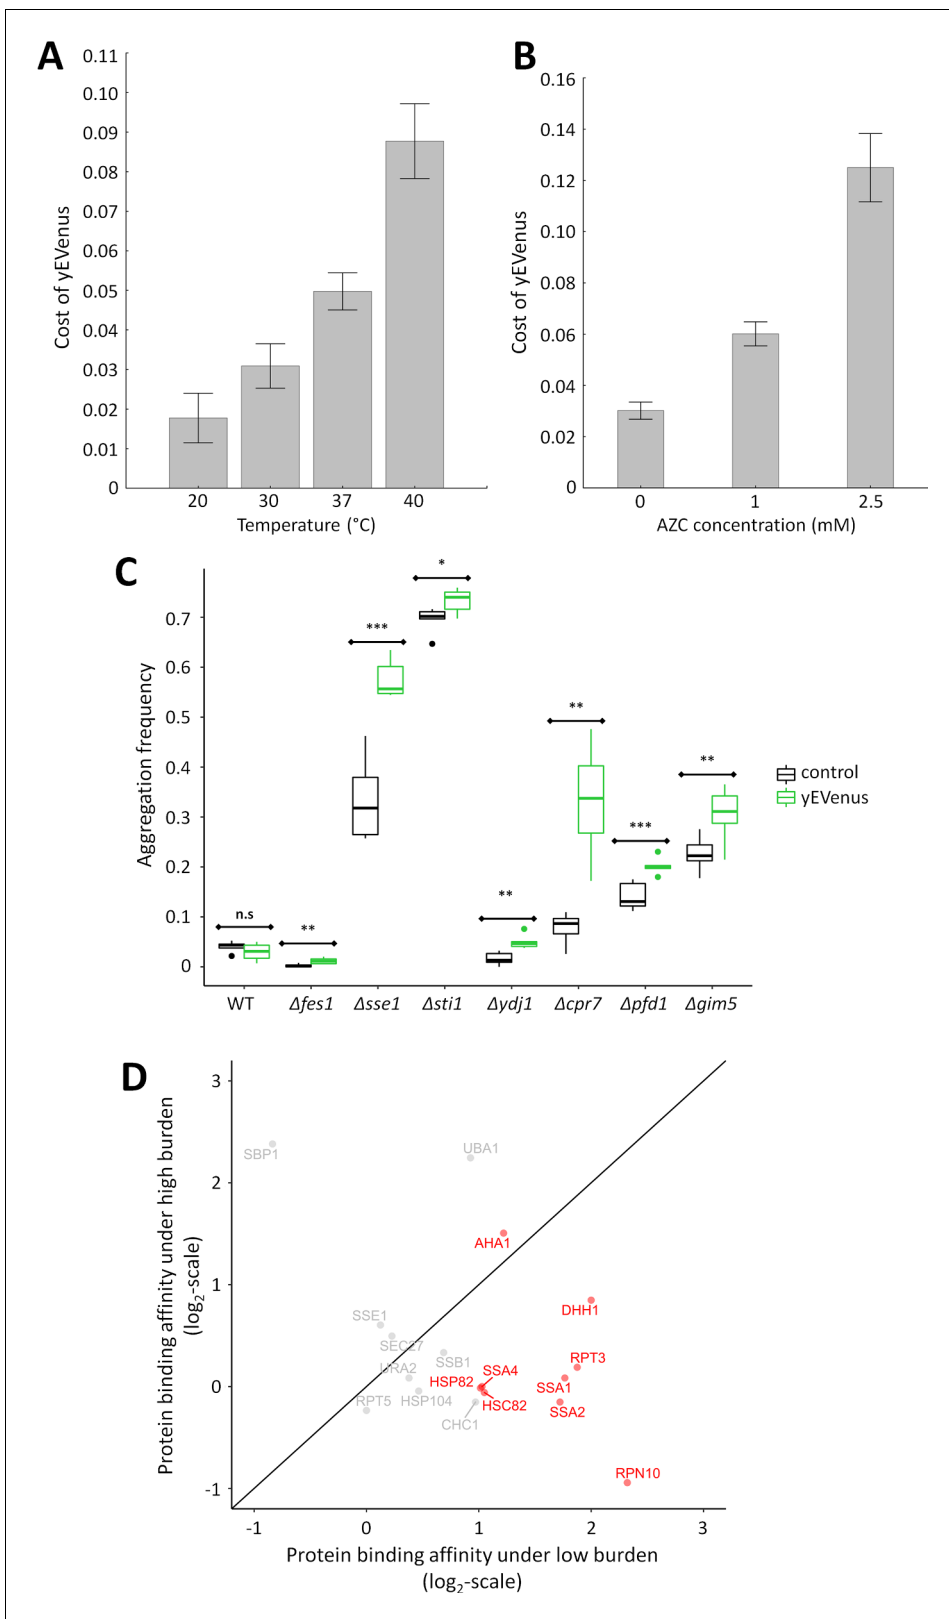 A
0.11
0.10
0.09
0.08
0.07
0.06
0.05
0.04
0.03
0.02
0.01
0
Cost of yEVenus
20 30 37 40
Temperature (°C)
B
0.16
0.14
0.12
0.10
0.08
0.06
0.04
0.02
0
Cost of yEVenus
0 1 2.5
AZC concentration (mM)
C
0.7
0.6
0.5
0.4
0.3
0.2
0.1
0
Aggregation frequency
n.s
**
***
*
**
**
***
**
WT Δfes1 Δsse1 Δsti1 Δydj1 Δcpr7 Δpfd1 Δgim5
control
yEVenus
D
3
2
1
0
-1
Protein binding affinity under high burden
(log2-scale)
SBP1
UBA1
AHA1
DHH1
SSE1
SEC27
URA2
SSB1
SSA4
RPT3
HSP82
SSA1
RPT5
HSP104
HSC82
SSA2
CHC1
RPN10
-1 0 1 2 3
Protein binding affinity under low burden
(log2-scale)